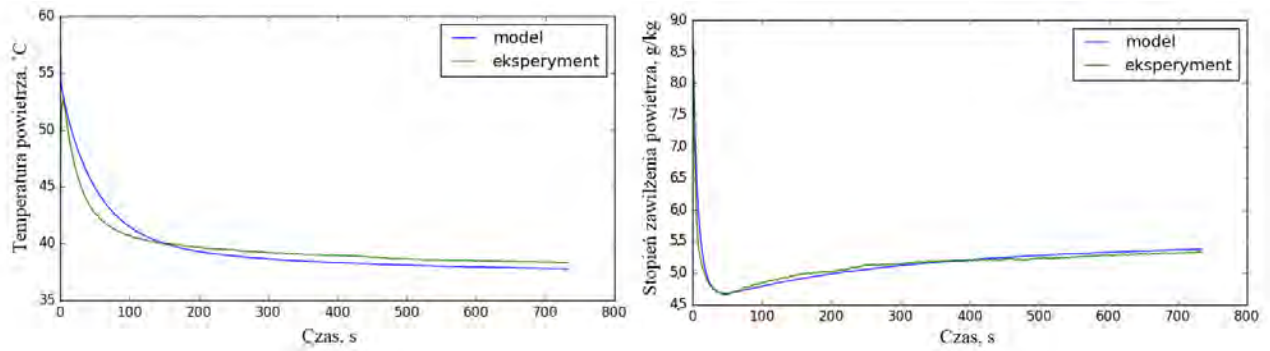 60
55
50
45
40
35
0 100 200 300 400 500 600 700 800
Temperatura powietrza, °C
Czas, s
model
eksperyment
9,0
8,5
8,0
7,5
7,0
6,5
6,0
5,5
5,0
4,5
0 100 200 300 400 500 600 700 800
Stopień zawilżenia powietrza, g/kg
Czas, s
model
eksperyment